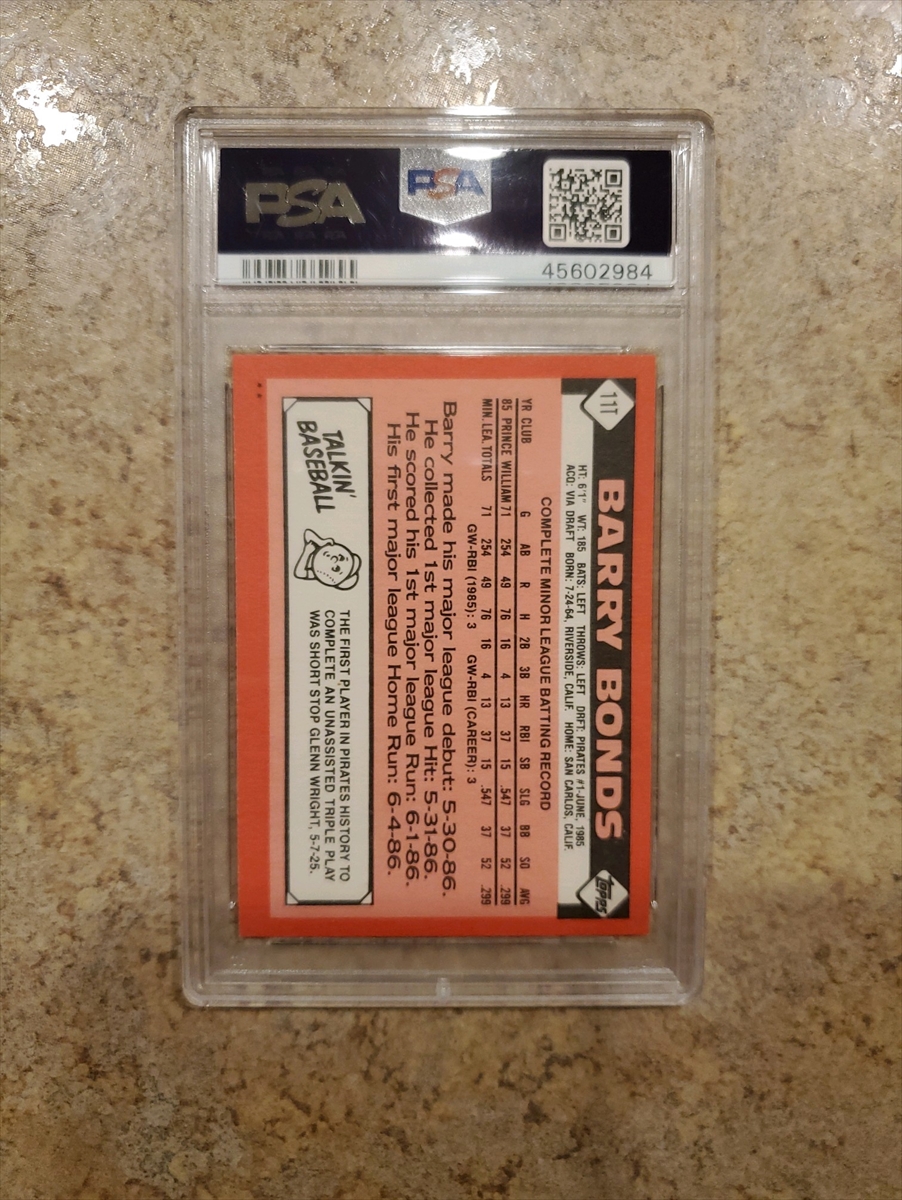 PSA
PSA
45602984
11T
BARRY BONDS
Topps
HT: 6'1" WT: 185 BATS: LEFT THROWS: LEFT DRFT: PIRATES #1-JUNE, 1985
ACQ: VIA DRAFT BORN: 7-24-64, RIVERSIDE, CALIF. HOME: SAN CARLOS, CALIF.
COMPLETE MINOR LEAGUE BATTING RECORD
YR CLUB G AB R H 2B 3B HR RBI SB SLG BB SO AVG
85 PRINCE WILLIAM 71 254 49 76 16 4 13 37 15 .547 37 52 .299
MIN. LEA. TOTALS 71 254 49 76 16 4 13 37 15 .547 37 52 .299
GW-RBI (1985): 3 GW-RBI (CAREER): 3
Barry made his major league debut: 5-30-86.
He collected 1st major league Hit: 5-31-86.
He scored his 1st major league Run: 6-1-86.
His first major league Home Run: 6-4-86.
TALKIN'
BASEBALL
THE FIRST PLAYER IN PIRATES HISTORY TO
COMPLETE AN UNASSISTED TRIPLE PLAY
WAS SHORT STOP GLENN WRIGHT, 5-7-25.